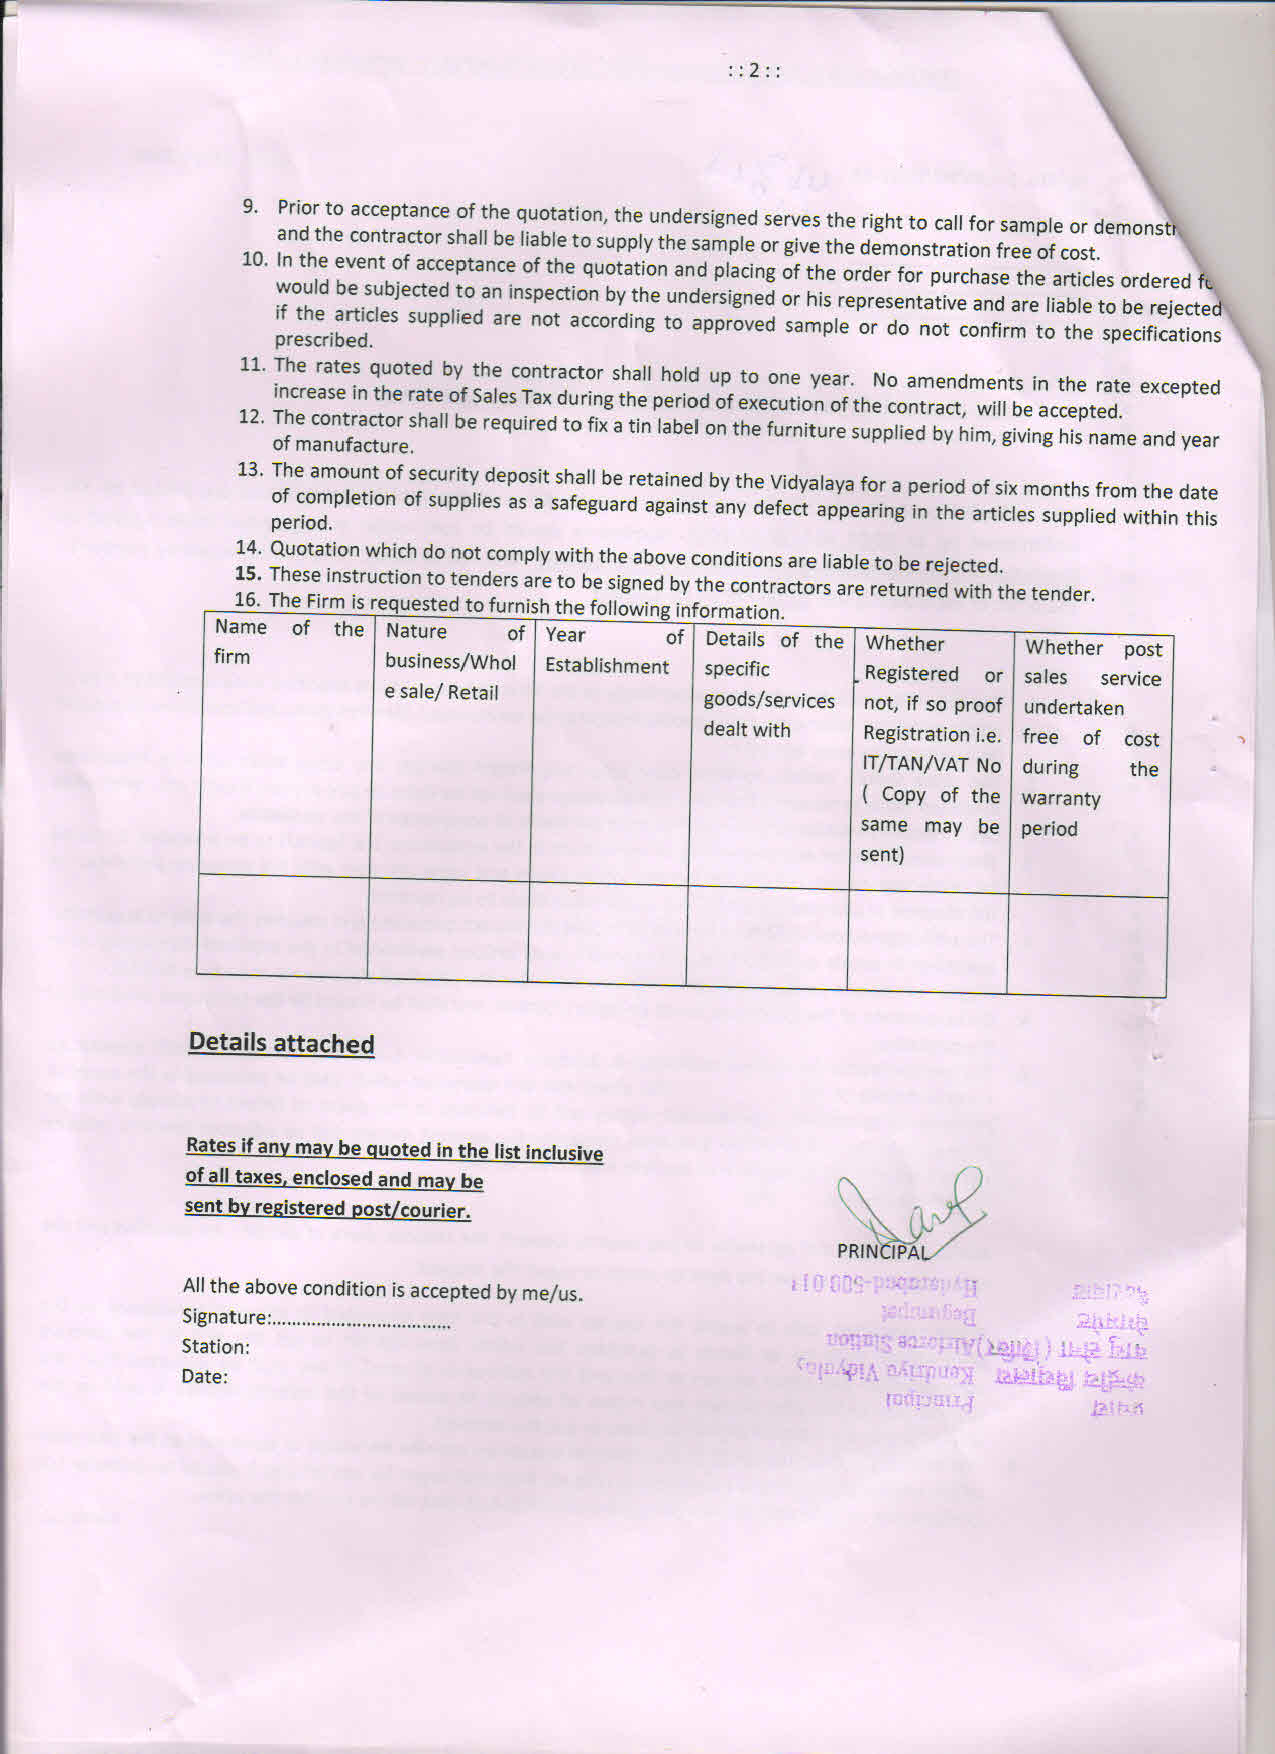 ::2::
9. Prior to acceptance of the quotation, the undersigned serves the right to call for sample or demonst
and the contractor shall be liable to supply the sample or give the demonstration free of cost.
10. In the event of acceptance of the quotation and placing of the order for purchase the articles ordered
would be subjected to an inspection by the undersigned or his representative and are liable to be rejected
if the articles supplied are not according to approved sample or do not confirm to the specifications
prescribed.
11. The rates quoted by the contractor shall hold up to one year. No amendments in the rate excepted
increase in the rate of Sales Tax during the period of execution of the contract, will be accepted.
12. The contractor shall be required to fix a tin label on the furniture supplied by him, giving his name and year
of manufacture.
13. The amount of security deposit shall be retained by the Vidyalaya for a period of six months from the date
of completion of supplies as a safeguard against any defect appearing in the articles supplied within this
period.
14. Quotation which do not comply with the above conditions are liable to be rejected.
15. These instruction to tenders are to be signed by the contractors are returned with the tender.
16. The Firm is requested to furnish the following information.
Name of the
firm
Nature of
business/Whol
e sale/ Retail
Year of
Establishment
Details of the
specific
goods/services
dealt with
Whether
Registered or
not, if so proof
Registration i.e.
IT/TAN/VAT No
( Copy of the
same may be
sent)
Whether post
sales service
undertaken
free of cost
during the
warranty
period
Details attached
Rates if any may be quoted in the list inclusive
of all taxes, enclosed and may be
sent by registered post/courier.
PRINCIPAL
All the above condition is accepted by me/us.
Signature:.....................................
Station:
Date:
प्राचार्य Principal
केन्द्रीय विद्यालय Kendriya Vidyalaya
वायु सेना Airforce Station
बेगमपेट Begumpet
हैदराबाद Hyderabad-500 011